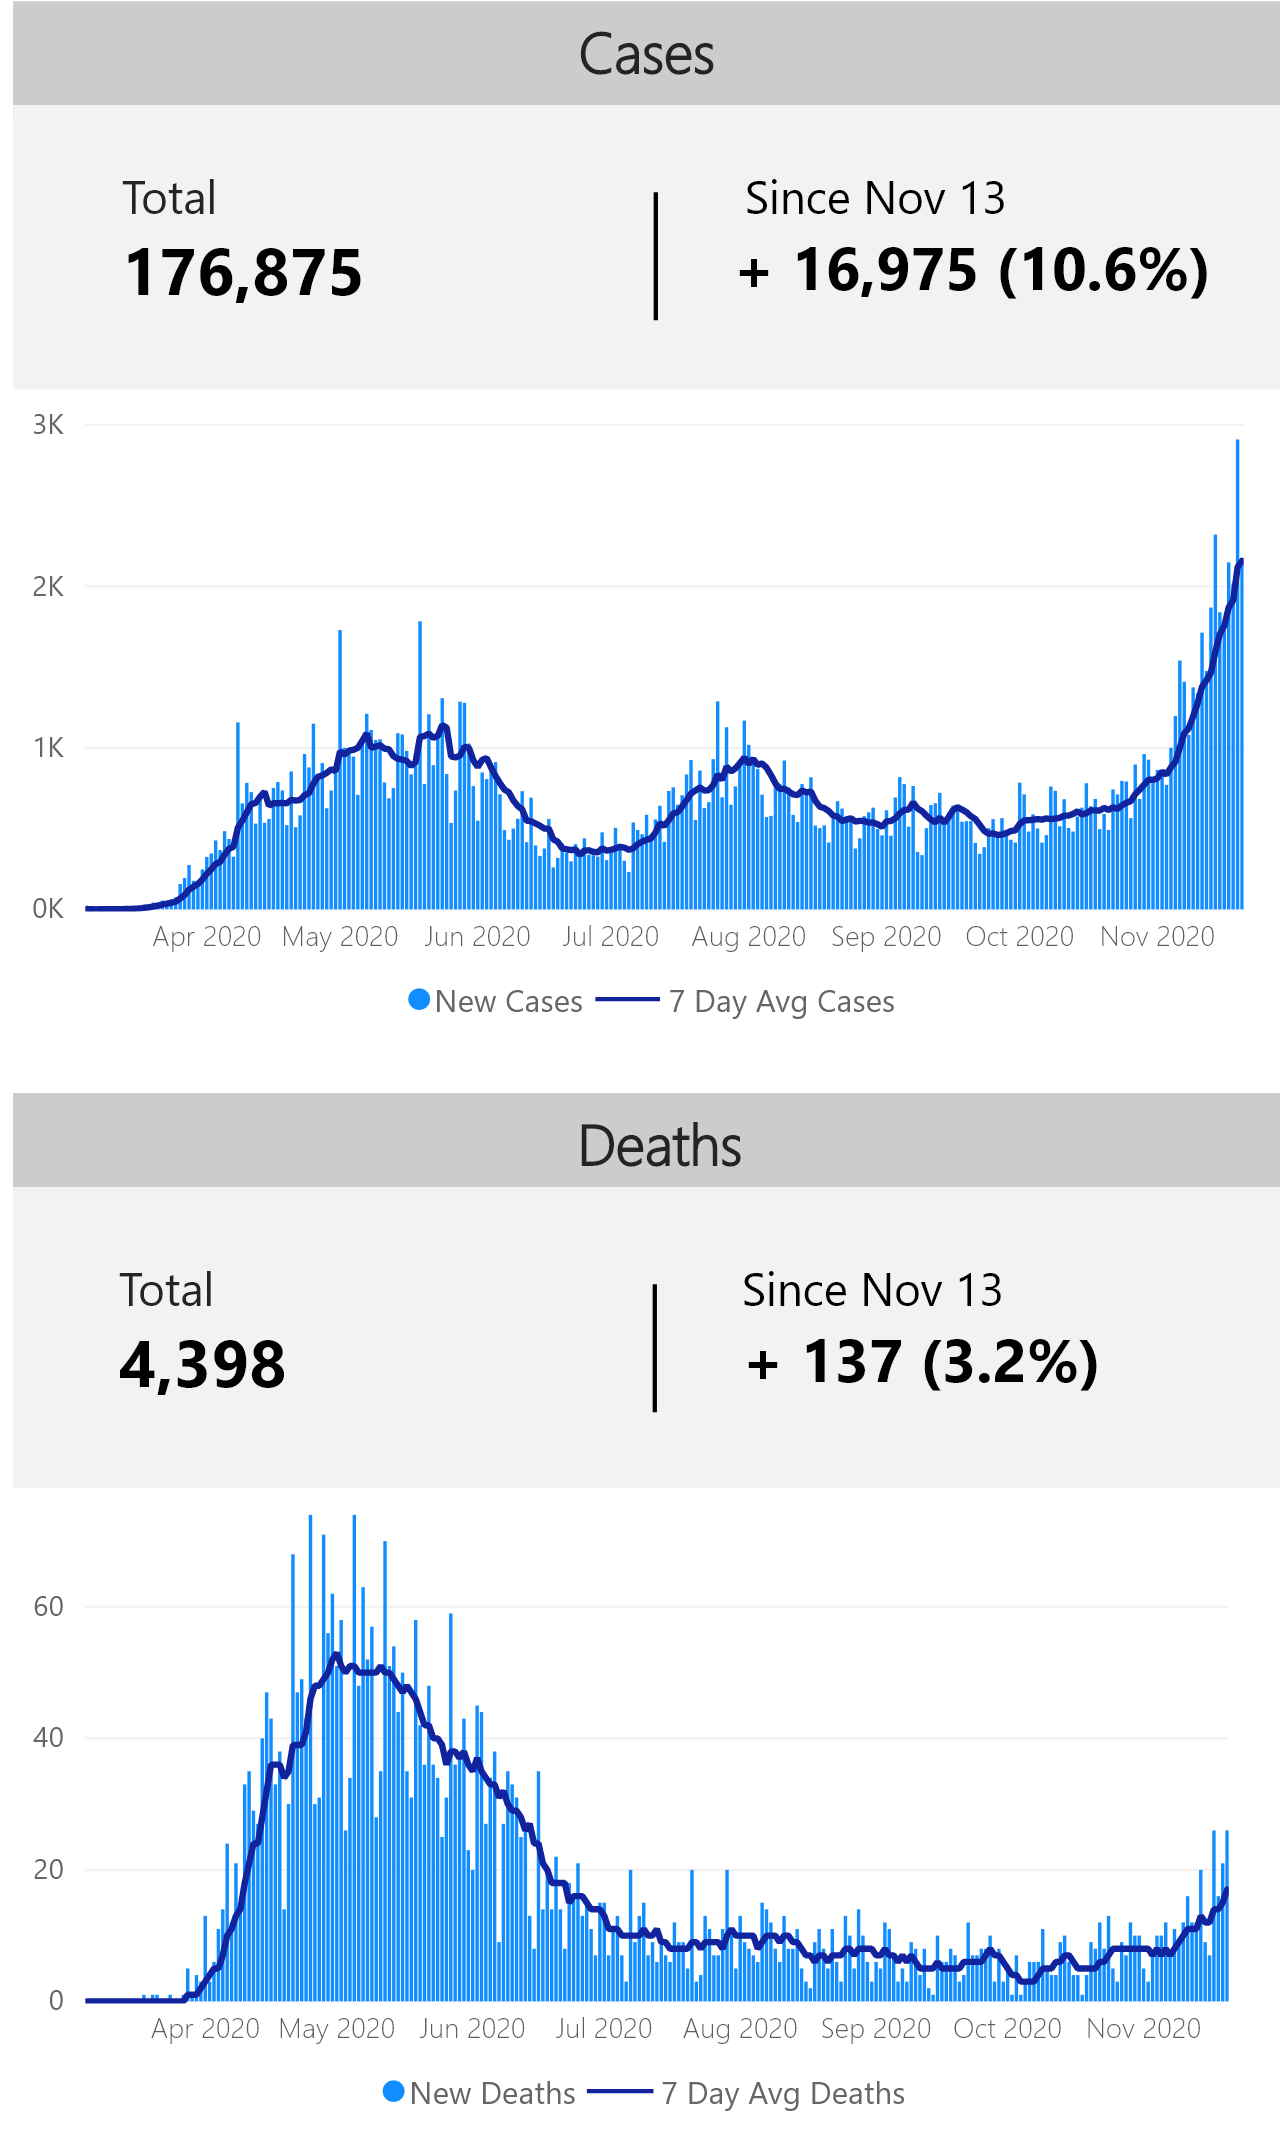 Cases
Total
Since Nov 13
176,875
+ 16,975 (10.6%)
3K
2K
1K
0K
Apr 2020 May 2020 Jun 2020 Jul 2020 Aug 2020 Sep 2020 Oct 2020 Nov 2020
New Cases 7 Day Avg Cases
Deaths
Total
Since Nov 13
4,398
+ 137 (3.2%)
60
40
20
0
Apr 2020 May 2020 Jun 2020 Jul 2020 Aug 2020 Sep 2020 Oct 2020 Nov 2020
New Deaths 7 Day Avg Deaths